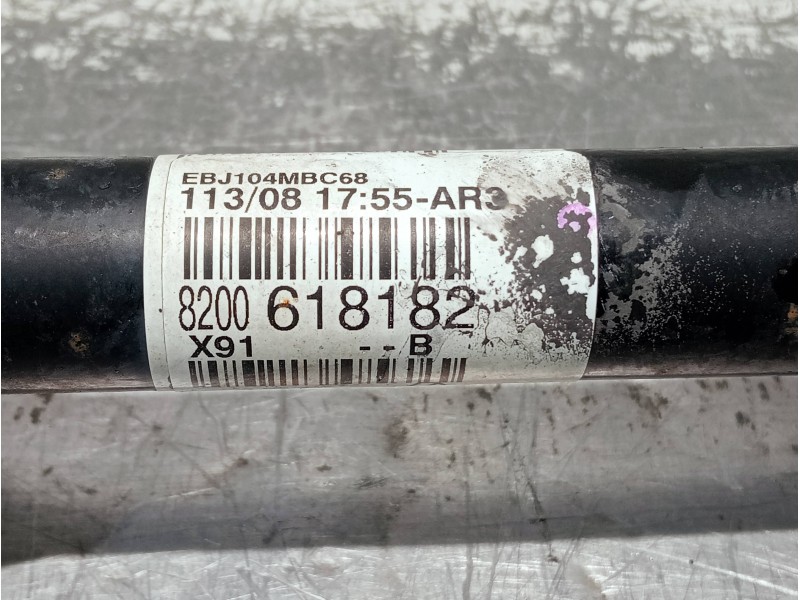 EBJ104MBC68
113/08 17:55-AR3
8200 618182
X91 --B